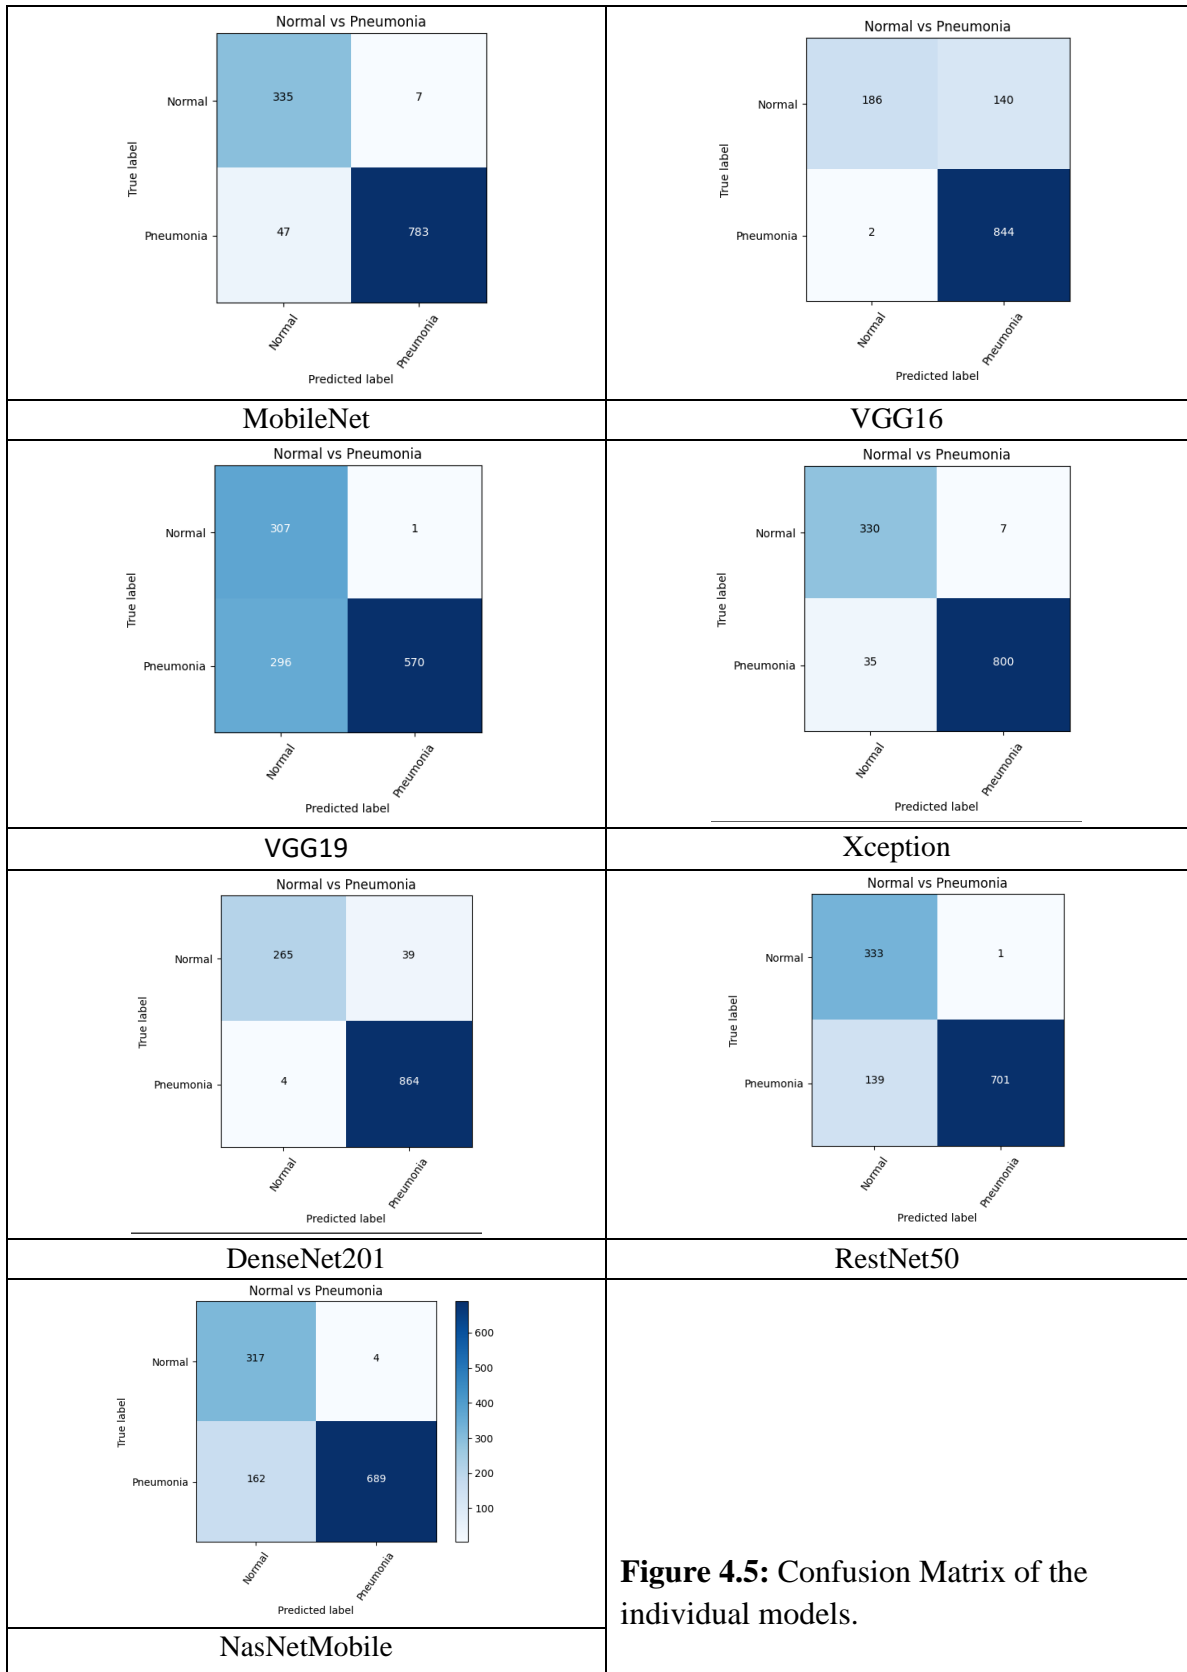 Normal vs Pneumonia
Normal
335
7
True label
Pneumonia
47
783
Normal
Pneumonia
Predicted label
MobileNet
Normal vs Pneumonia
Normal
186
140
True label
Pneumonia
2
844
Normal
Pneumonia
Predicted label
VGG16
Normal vs Pneumonia
Normal
307
1
True label
Pneumonia
296
570
Normal
Pneumonia
Predicted label
VGG19
Normal vs Pneumonia
Normal
330
7
True label
Pneumonia
35
800
Normal
Pneumonia
Predicted label
Xception
Normal vs Pneumonia
Normal
265
39
True label
Pneumonia
4
864
Normal
Pneumonia
Predicted label
DenseNet201
Normal vs Pneumonia
Normal
333
1
True label
Pneumonia
139
701
Normal
Pneumonia
Predicted label
RestNet50
Normal vs Pneumonia
Normal
317
4
True label
Pneumonia
162
689
Normal
Pneumonia
Predicted label
600
500
400
300
200
100
NasNetMobile
Figure 4.5: Confusion Matrix of the
individual models.